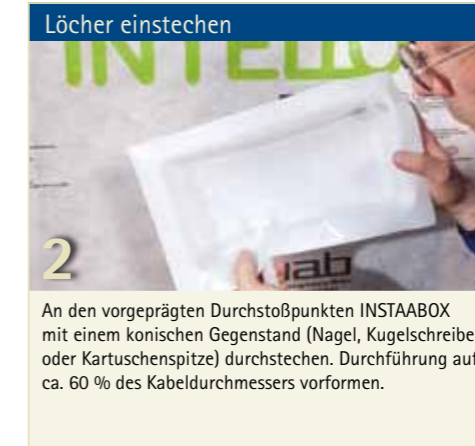 Löcher einstechen
INTELLO
2
An den vorgeprägten Durchstoßpunkten INSTAABOX
mit einem konischen Gegenstand (Nagel, Kugelschreibe
oder Kartuschenspitze) durchstechen. Durchführung auf
ca. 60 % des Kabeldurchmessers vorformen.